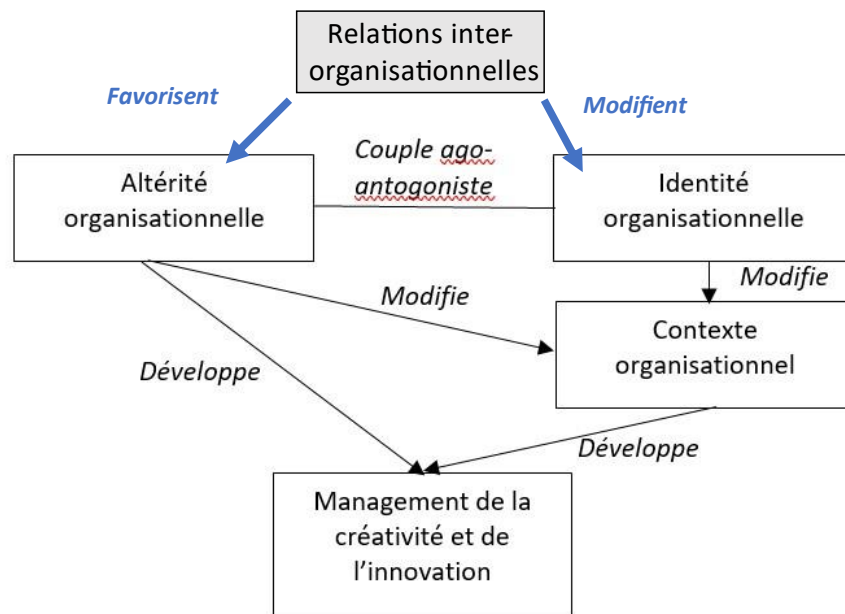 Relations inter-
organisationnelles
Favorisent
Modifient
Couple ago-
antogoniste
Altérité
organisationnelle
Identité
organisationnelle
Modifie
Modifie
Contexte
organisationnel
Développe
Développe
Management de la
créativité et de
l’innovation